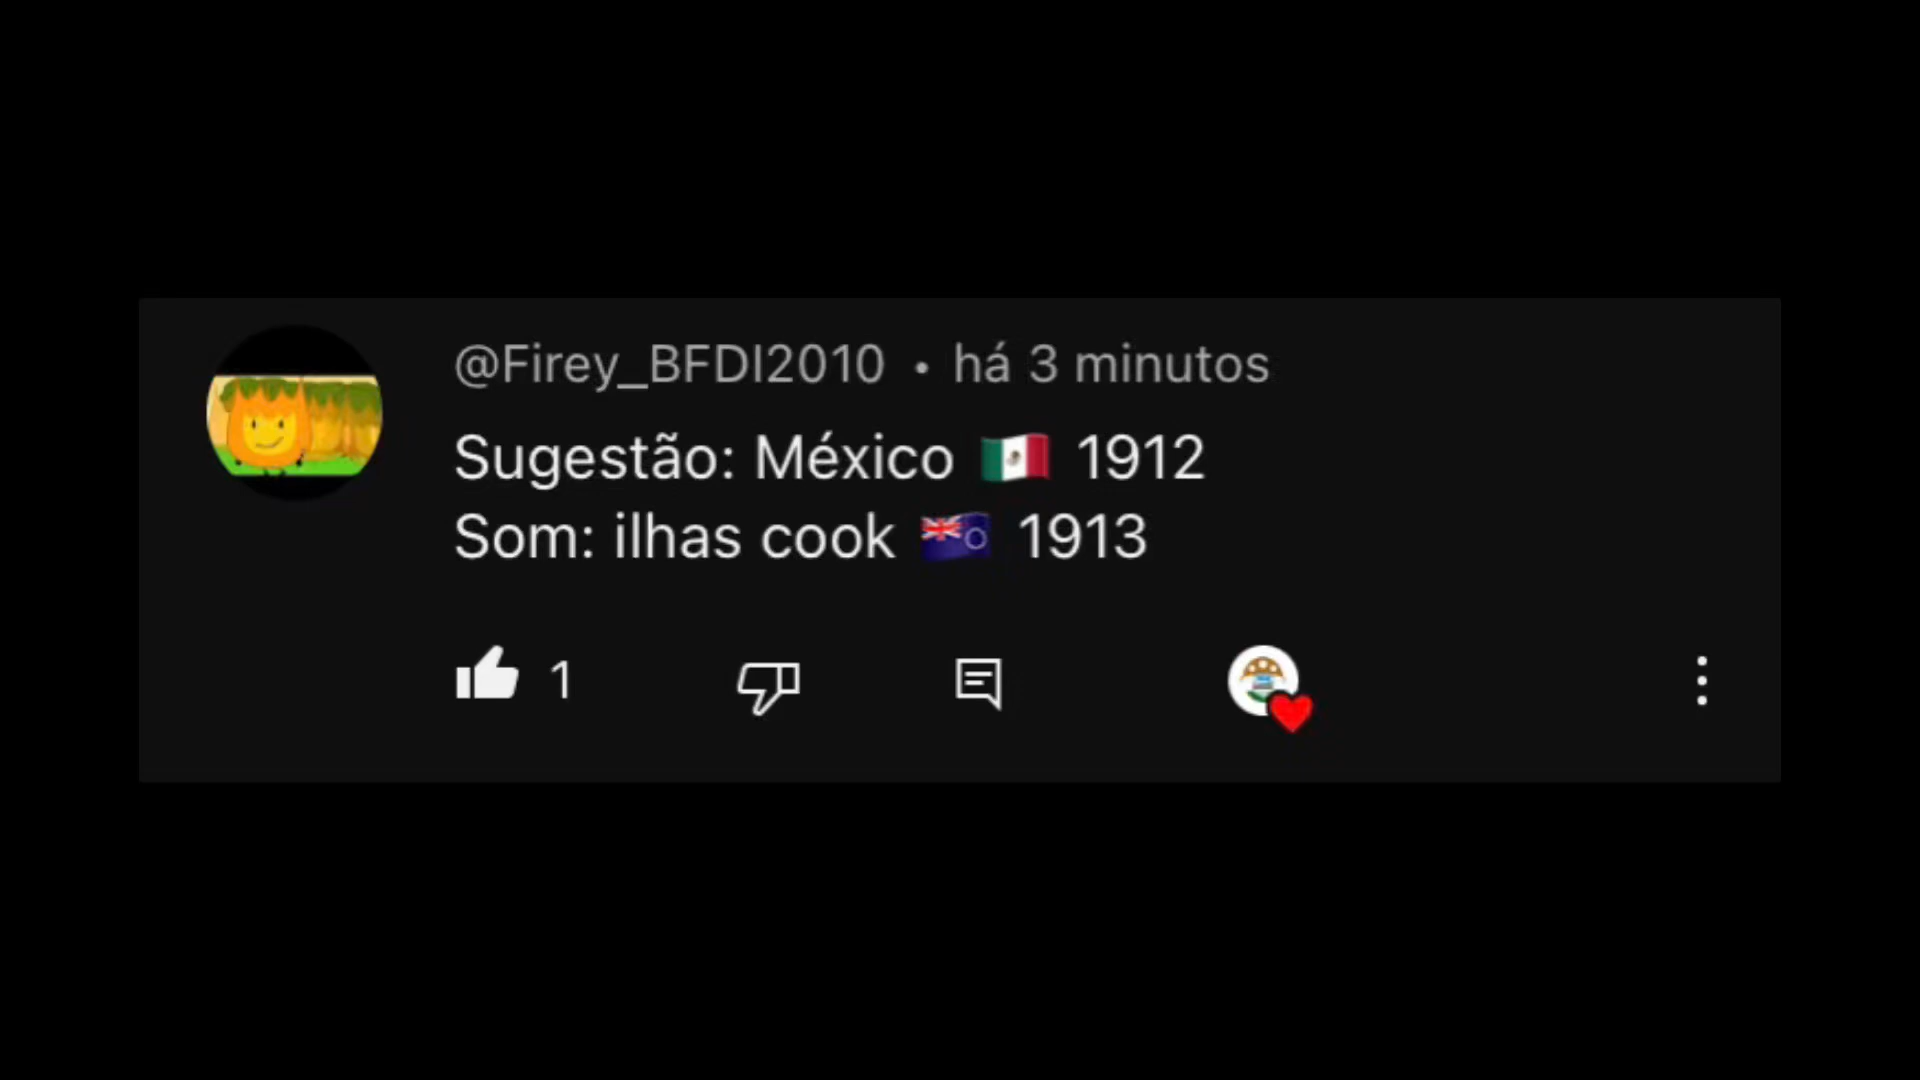 @Firey_BFDI2010 • há 3 minutos
Sugestão: México 🇲🇽 1912
Som: ilhas cook 🇨🇰 1913
1